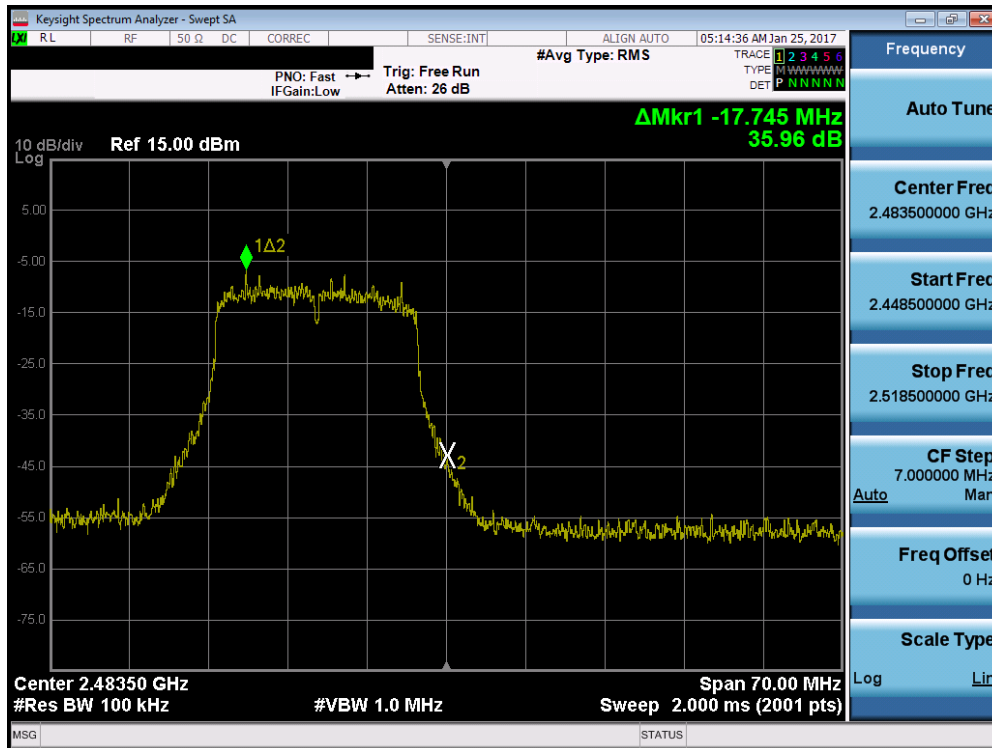 Keysight Spectrum Analyzer - Swept SA
LXI RL RF 50 Ω DC CORREC SENSE:INT ALIGN AUTO 05:14:36 AM Jan 25, 2017
#Avg Type: RMS TRACE 1 2 3 4 5 6
PNO: Fast Trig: Free Run TYPE M WWWWW
IFGain:Low Atten: 26 dB DET P N N N N N
ΔMkr1 -17.745 MHz
35.96 dB
10 dB/div Ref 15.00 dBm
Log
5.00
-5.00
-15.0
-25.0
-35.0
-45.0
-55.0
-65.0
-75.0
1Δ2
X2
Center 2.48350 GHz Span 70.00 MHz
#Res BW 100 kHz #VBW 1.0 MHz Sweep 2.000 ms (2001 pts)
MSG STATUS
Frequency
Auto Tune
Center Freq
2.483500000 GHz
Start Freq
2.448500000 GHz
Stop Freq
2.518500000 GHz
CF Step
7.000000 MHz
Auto Man
Freq Offset
0 Hz
Scale Type
Log Lin